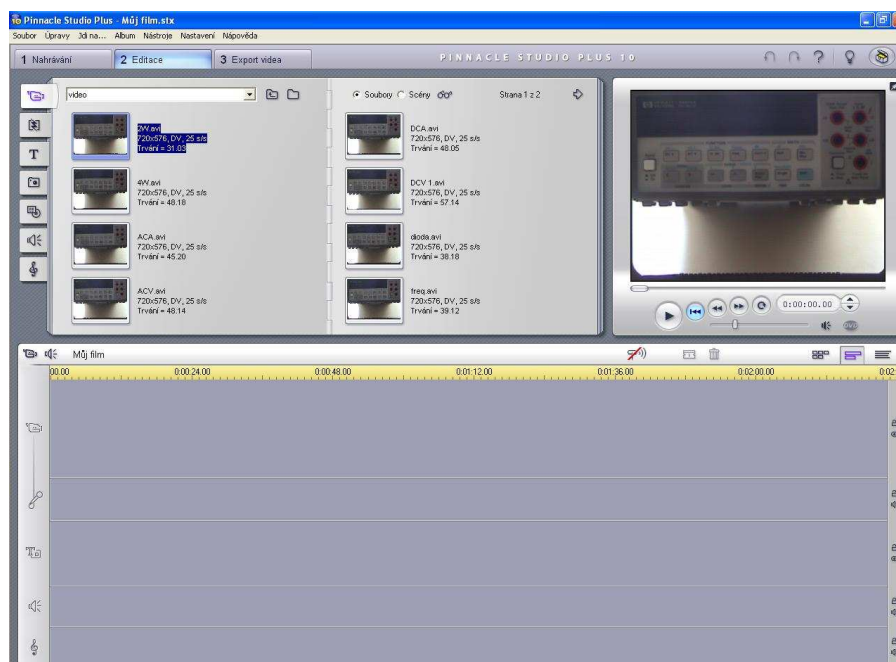 Pinnacle Studio Plus - Můj film.stx
Soubor Úpravy Jdi na... Album Nástroje Nastavení Nápověda
1 Nahrávání 2 Editace 3 Export videa PINNACLE STUDIO PLUS 10
video
Soubory Scény Strana 1 z 2
2W.avi
720x576, DV, 25 s/s
Trvání = 31.03
4W.avi
720x576, DV, 25 s/s
Trvání = 48.18
ACA.avi
720x576, DV, 25 s/s
Trvání = 45.20
ACV.avi
720x576, DV, 25 s/s
Trvání = 48.14
DCA.avi
720x576, DV, 25 s/s
Trvání = 48.05
DCV 1.avi
720x576, DV, 25 s/s
Trvání = 57.14
dioda.avi
720x576, DV, 25 s/s
Trvání = 38.18
freq.avi
720x576, DV, 25 s/s
Trvání = 39.12
0:00:00.00
DVD
Můj film
00.00 0:00:24.00 0:00:48.00 0:01:12.00 0:01:36.00 0:02:00.00 0:02: